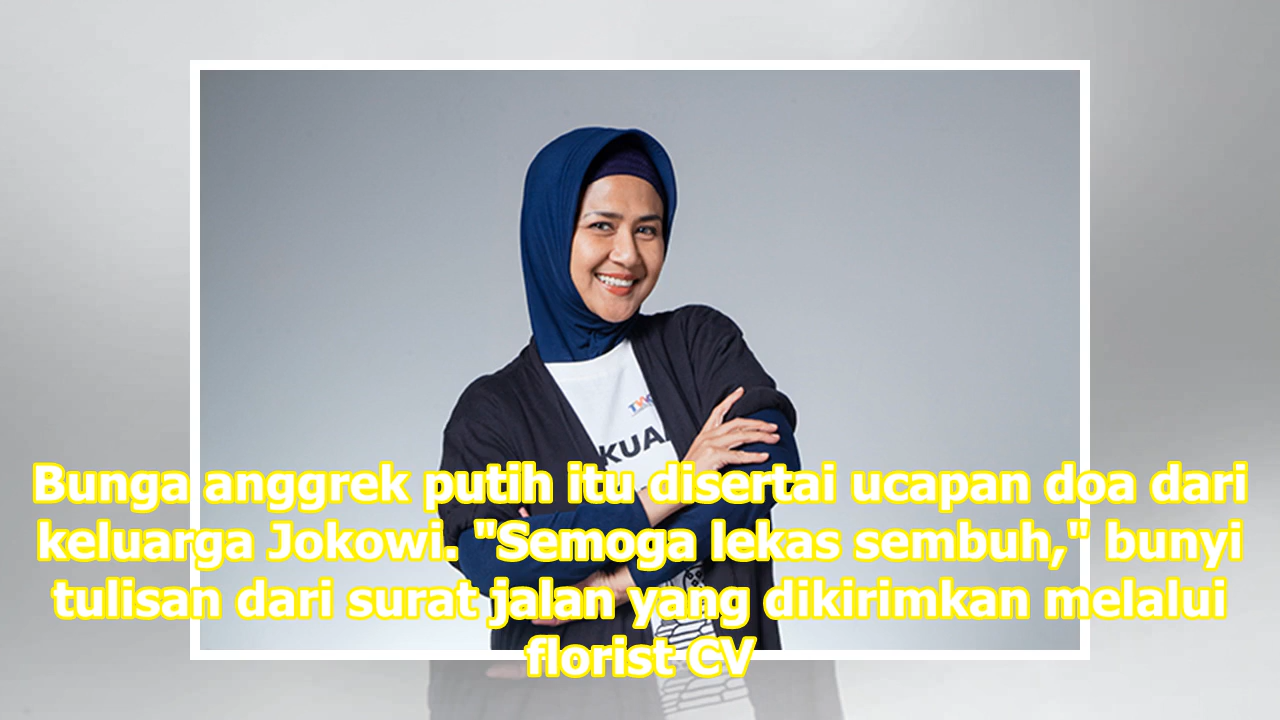 KUA
Bunga anggrek putih itu disertai ucapan doa dari
keluarga Jokowi. "Semoga lekas sembuh," bunyi
tulisan dari surat jalan yang dikirimkan melalui
florist CV